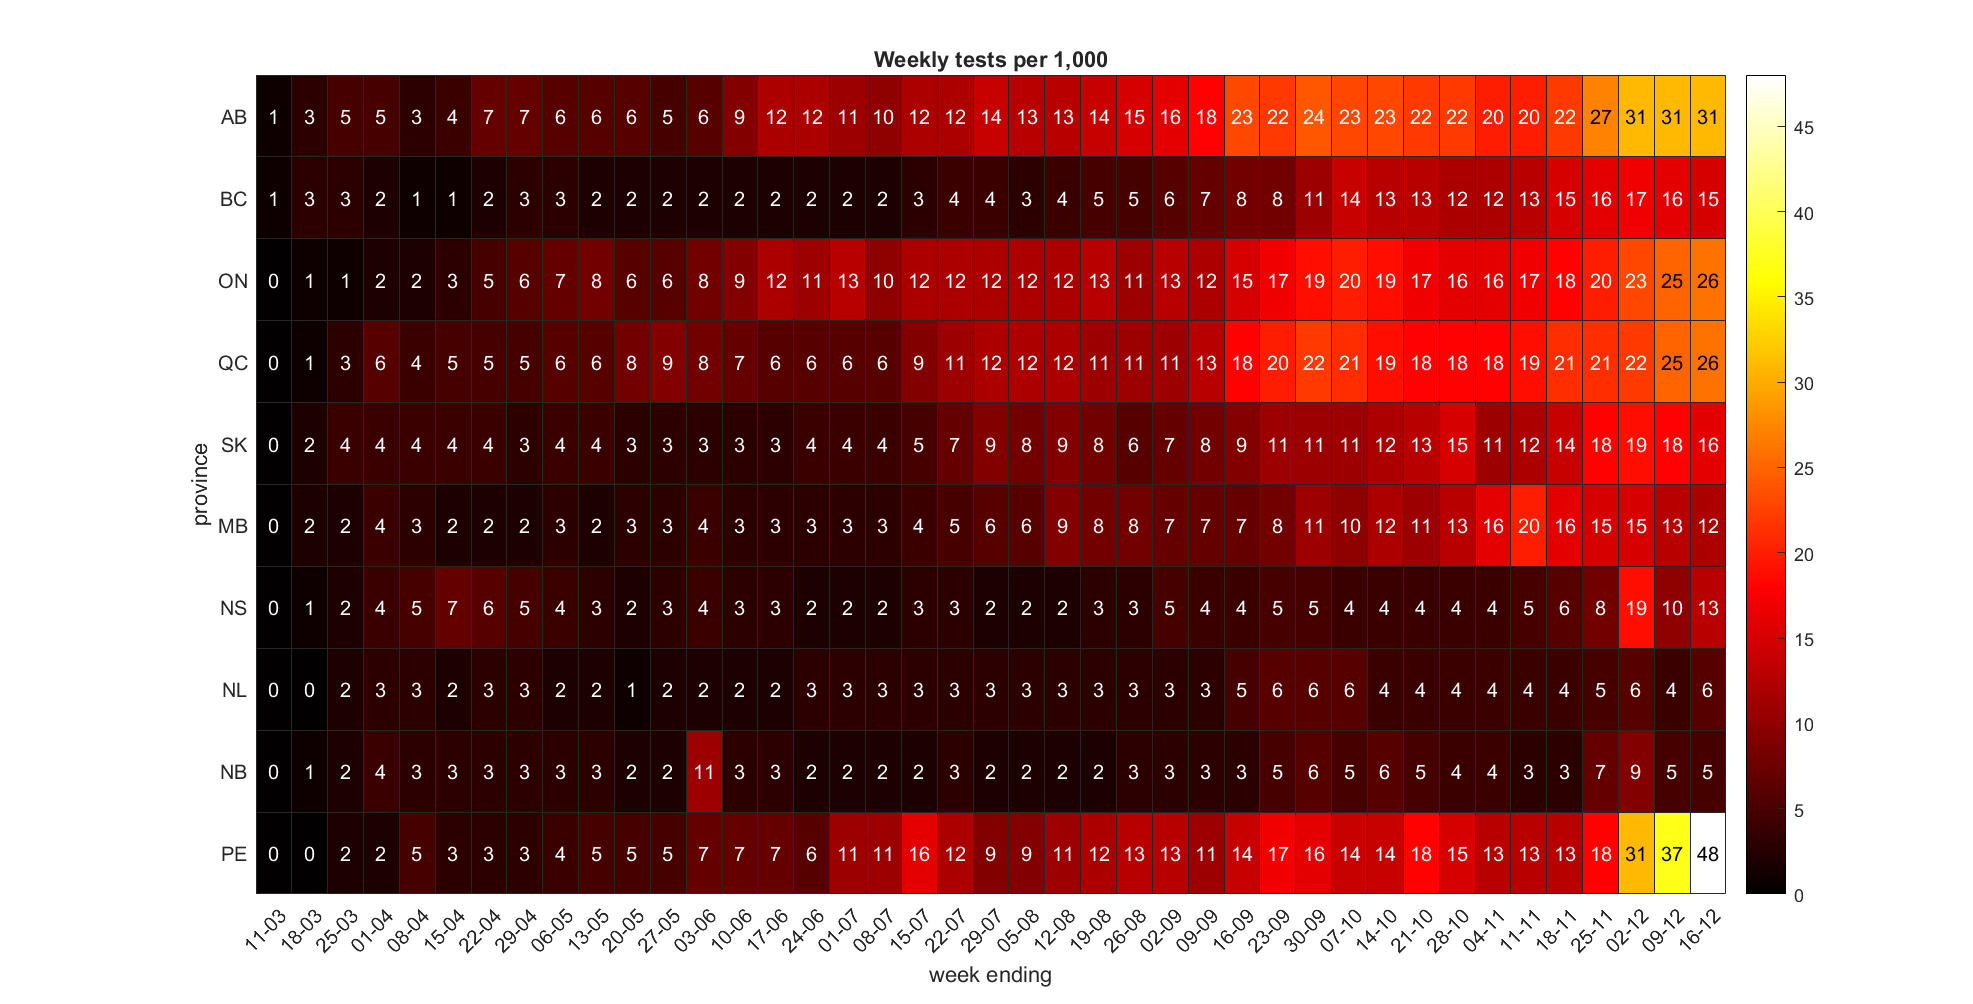 Weekly tests per 1,000
AB 1 3 5 5 3 4 7 7 6 6 6 5 6 9 12 12 11 10 12 12 14 13 13 14 15 16 18 23 22 24 23 23 22 22 20 20 22 27 31 31 31
BC 1 3 3 2 1 1 2 3 3 2 2 2 2 2 2 2 2 2 3 4 4 3 4 5 5 6 7 8 8 11 14 13 13 12 12 13 15 16 17 16 15
ON 0 1 1 2 2 3 5 6 7 8 6 6 8 9 12 11 13 10 12 12 12 12 12 13 11 13 12 15 17 19 20 19 17 16 16 17 18 20 23 25 26
QC 0 1 3 6 4 5 5 5 6 6 8 9 8 7 6 6 6 6 9 11 12 12 12 11 11 11 13 18 20 22 21 19 18 18 18 19 21 21 22 25 26
SK 0 2 4 4 4 4 4 3 4 4 3 3 3 3 3 4 4 4 5 7 9 8 9 8 6 7 8 9 11 11 11 12 13 15 11 12 14 18 19 18 16
MB 0 2 2 4 3 2 2 2 3 2 3 3 4 3 3 3 3 3 4 5 6 6 9 8 8 7 7 7 8 11 10 12 11 13 16 20 16 15 15 13 12
NS 0 1 2 4 5 7 6 5 4 3 2 3 4 3 3 2 2 2 3 3 2 2 2 3 3 5 4 4 5 5 4 4 4 4 4 5 6 8 19 10 13
NL 0 0 2 3 3 2 3 3 2 2 1 2 2 2 2 3 3 3 3 3 3 3 3 3 3 3 3 5 6 6 6 4 4 4 4 4 4 5 6 4 6
NB 0 1 2 4 3 3 3 3 3 3 2 2 11 3 3 2 2 2 2 3 2 2 2 2 3 3 3 3 5 6 5 6 5 4 4 3 3 7 9 5 5
PE 0 0 2 2 5 3 3 3 4 5 5 5 7 7 7 6 11 11 16 12 9 9 11 12 13 13 11 14 17 16 14 14 18 15 13 13 13 18 31 37 48
province
11-03 18-03 25-03 01-04 08-04 15-04 22-04 29-04 06-05 13-05 20-05 27-05 03-06 10-06 17-06 24-06 01-07 08-07 15-07 22-07 29-07 05-08 12-08 19-08 26-08 02-09 09-09 16-09 23-09 30-09 07-10 14-10 21-10 28-10 04-11 11-11 18-11 25-11 02-12 09-12 16-12
week ending
45
40
35
30
25
20
15
10
5
0